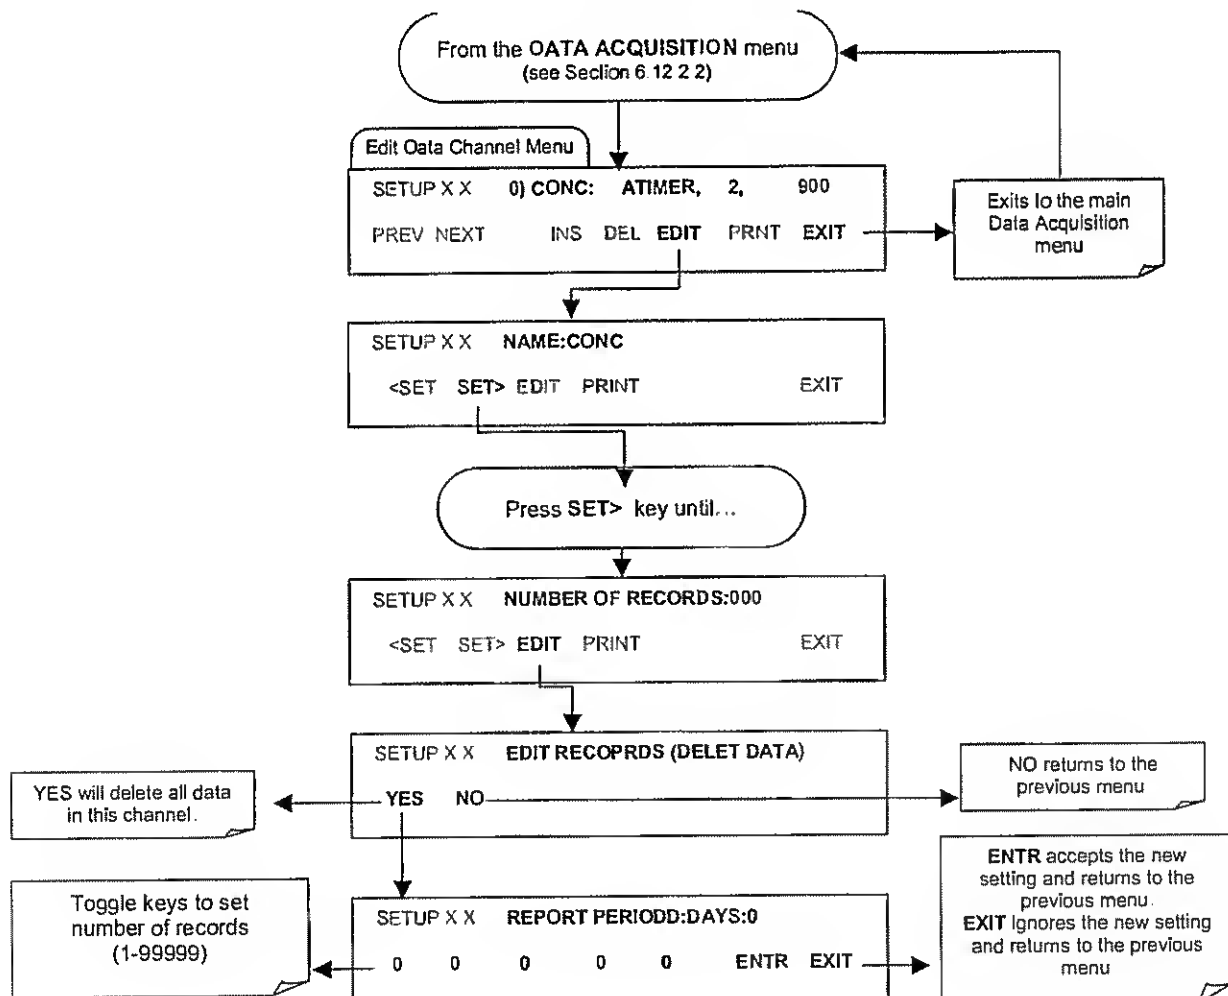 From the OATA ACQUISITION menu
(see Section 6.12 2 2)
Edit Oata Channel Menu
SETUP X X 0) CONC: ATIMER, 2, 900
PREV NEXT INS DEL EDIT PRNT EXIT
Exits lo the main
Data Acquisition
menu
SETUP X X NAME:CONC
<SET SET> EDIT PRINT EXIT
Press SET> key until...
SETUP X X NUMBER OF RECORDS:000
<SET SET> EDIT PRINT EXIT
SETUP X X EDIT RECOPRDS (DELET DATA)
YES NO
YES will delete all data
in this channel.
NO returns to the
previous menu
Toggle keys to set
number of records
(1-99999)
SETUP X X REPORT PERIODD:DAYS:0
0 0 0 0 0 ENTR EXIT
ENTR accepts the new
setting and returns to the
previous menu.
EXIT Ignores the new setting
and returns to the previous
menu